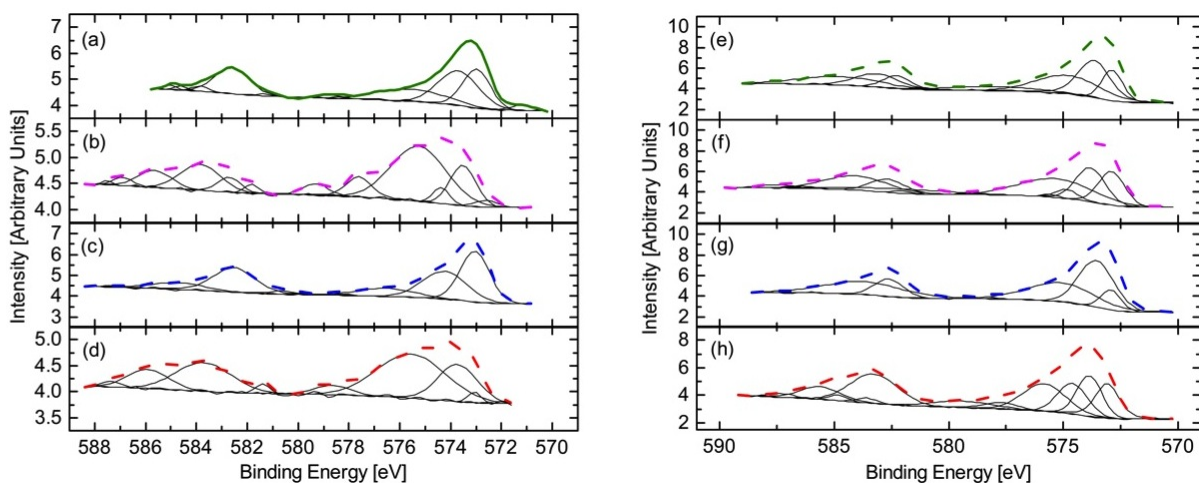 (a)
7
6
5
4
(b)
5.5
5.0
4.5
4.0
(c)
7
6
5
4
3
(d)
5.0
4.5
4.0
3.5
588 586 584 582 580 578 576 574 572 570
Binding Energy [eV]
Intensity [Arbitrary Units]
(e)
10
8
6
4
2
(f)
10
8
6
4
2
(g)
10
8
6
4
2
(h)
8
6
4
2
590 585 580 575 570
Binding Energy [eV]
Intensity [Arbitrary Units]